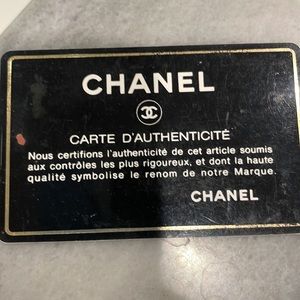 CHANEL
CARTE D'AUTHENTICITÉ
Nous certifions l'authenticité de cet article soumis
aux contrôles les plus rigoureux, et dont la haute
qualité symbolise le renom de notre Marque.
CHANEL